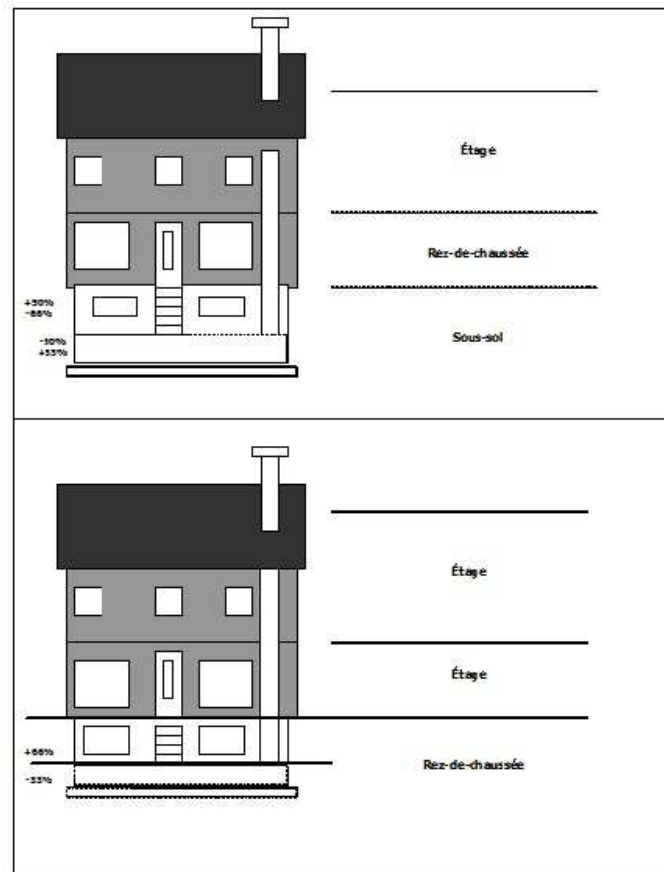 Étage
Rez-de-chaussée
+50%
-66%
-50%
+33%
Sous-sol
Étage
Étage
+66%
-33%
Rez-de-chaussée